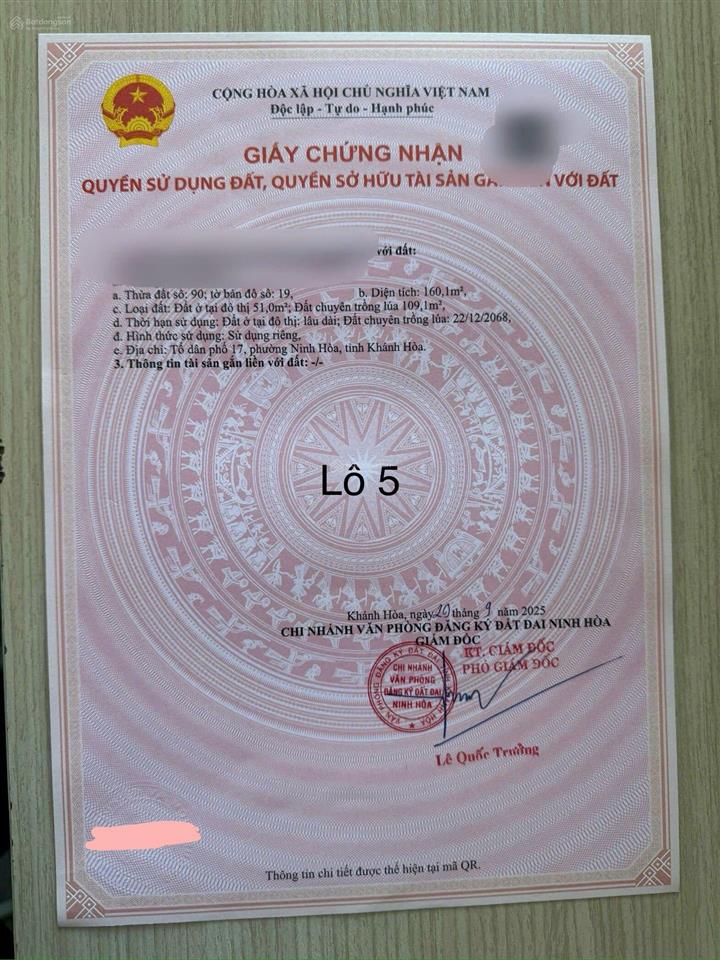 Batdongsan
CỘNG HÒA XÃ HỘI CHỦ NGHĨA VIỆT NAM
Độc lập - Tự do - Hạnh phúc
GIẤY CHỨNG NHẬN
QUYỀN SỬ DỤNG ĐẤT, QUYỀN SỞ HỮU TÀI SẢN VỚI ĐẤT
với đất:
a. Thửa đất số: 90; tờ bản đồ số: 19, b. Diện tích: 160,1m²,
c. Loại đất: Đất ở tại đô thị 51,0m²; Đất chuyên trồng lúa 109,1m²,
d. Thời hạn sử dụng: Đất ở tại đô thị: lâu dài; Đất chuyên trồng lúa: 22/12/2068,
đ. Hình thức sử dụng: Sử dụng riêng,
e. Địa chỉ: Tổ dân phố 17, phường Ninh Hòa, tỉnh Khánh Hòa.
3. Thông tin tài sản gắn liền với đất: -/-
Lô 5
Khánh Hòa, ngày 29 tháng 9 năm 2025
CHI NHÁNH VĂN PHÒNG ĐĂNG KÝ ĐẤT ĐAI NINH HÒA
GIÁM ĐỐC
KT. GIÁM ĐỐC
PHÓ GIÁM ĐỐC
CHI NHÁNH
VĂN PHÒNG
ĐĂNG KÝ ĐẤT ĐAI
NINH HÒA
Lê Quốc Trưởng
Thông tin chi tiết được thể hiện tại mã QR.